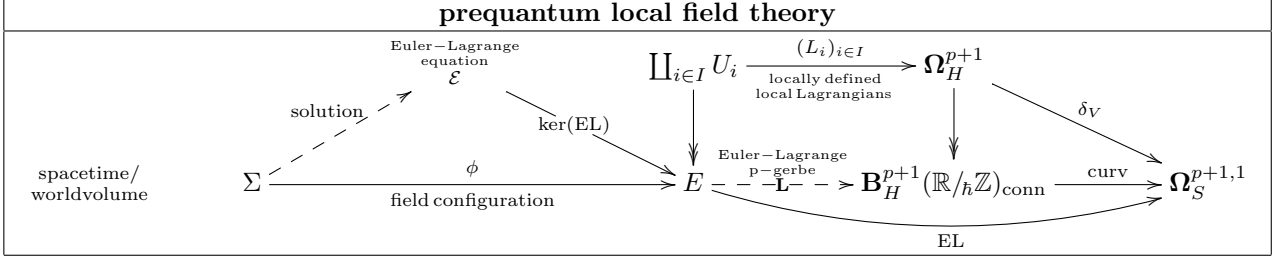 prequantum local field theory
Euler−Lagrange
equation
ℰ
∐_{i∈I} U_i
(L_i)_{i∈I}
locally defined
local Lagrangians
Ω_H^{p+1}
solution
ker(EL)
δ_V
spacetime/
worldvolume
Σ
ϕ
field configuration
E
Euler−Lagrange
p−gerbe
L
B_H^{p+1}(ℝ/_ℏℤ)_conn
curv
Ω_S^{p+1,1}
EL